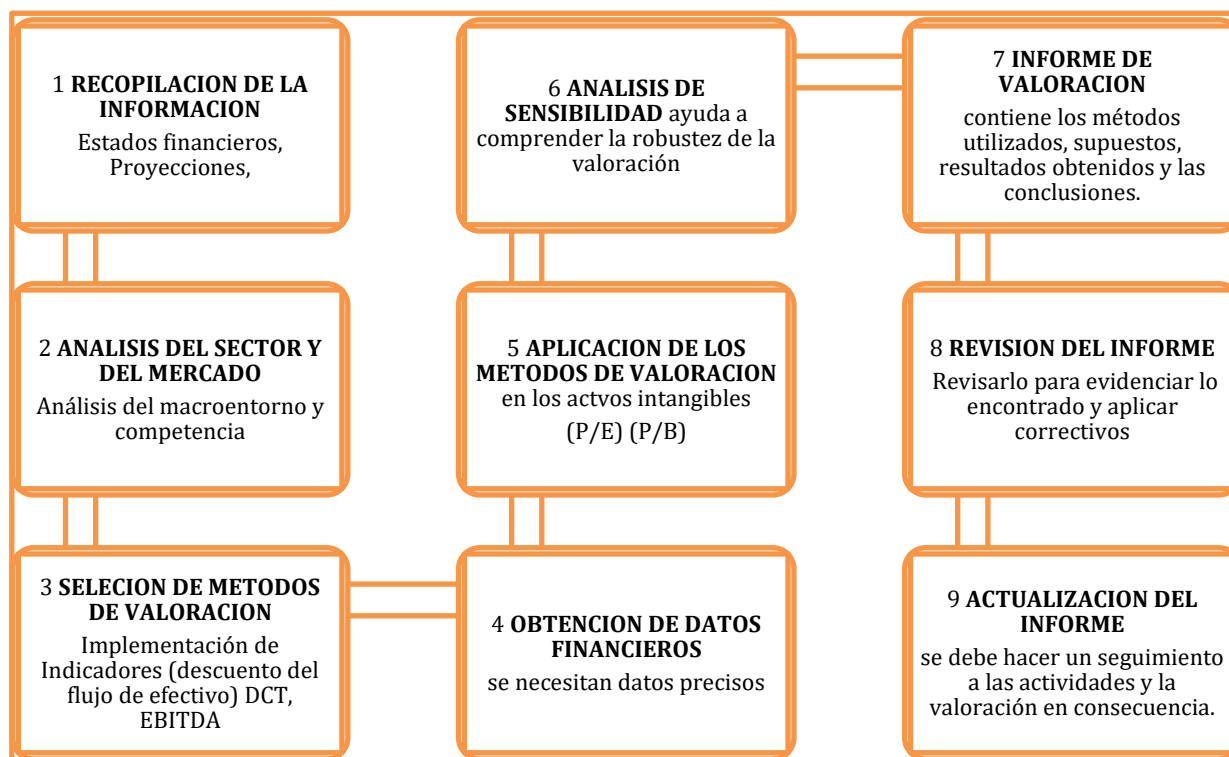 1 RECOPILACION DE LA
INFORMACION
Estados financieros,
Proyecciones,
2 ANALISIS DEL SECTOR Y
DEL MERCADO
Análisis del macroentorno y
competencia
3 SELECION DE METODOS
DE VALORACION
Implementación de
Indicadores (descuento del
flujo de efectivo) DCT,
EBITDA
4 OBTENCION DE DATOS
FINANCIEROS
se necesitan datos precisos
5 APLICACION DE LOS
METODOS DE VALORACION
en los actvos intangibles
(P/E) (P/B)
6 ANALISIS DE
SENSIBILIDAD ayuda a
comprender la robustez de la
valoración
7 INFORME DE
VALORACION
contiene los métodos
utilizados, supuestos,
resultados obtenidos y las
conclusiones.
8 REVISION DEL INFORME
Revisarlo para evidenciar lo
encontrado y aplicar
correctivos
9 ACTUALIZACION DEL
INFORME
se debe hacer un seguimiento
a las actividades y la
valoración en consecuencia.